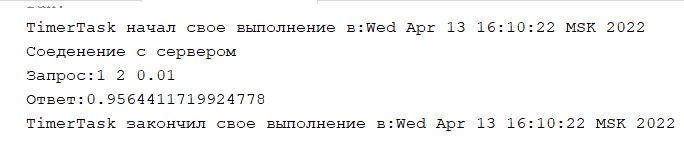 TimerTask начал свое выполнение в:Wed Apr 13 16:10:22 MSK 2022
Соеденение с сервером
Запрос:1 2 0.01
Ответ:0.9564411719924778
TimerTask закончил свое выполнение в:Wed Apr 13 16:10:22 MSK 2022